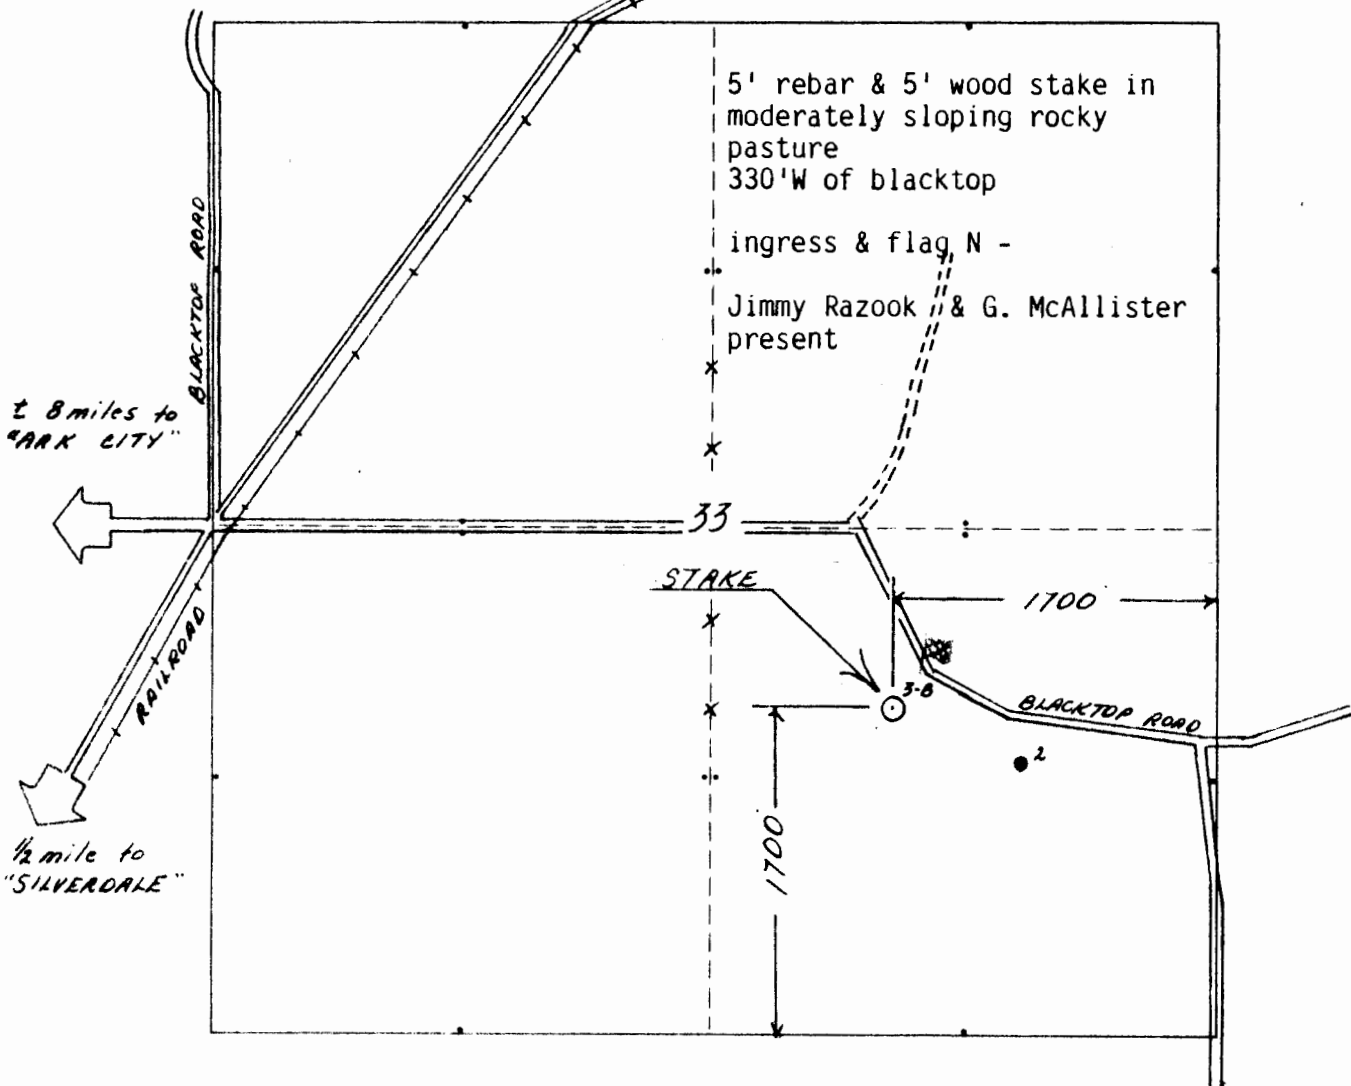 5' rebar & 5' wood stake in
moderately sloping rocky
pasture
330'W of blacktop
ingress & flag N -
Jimmy Razook & G. McAllister
present
BLACKTOP ROAD
± 8 miles to
"ARK CITY"
33
STAKE
1700
3-B
BLACKTOP ROAD
2
RAILROAD
1700
1/2 mile to
"SILVERDALE"